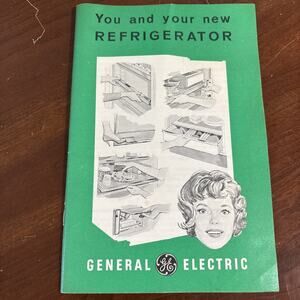 You and your new
REFRIGERATOR
GENERAL GE ELECTRIC